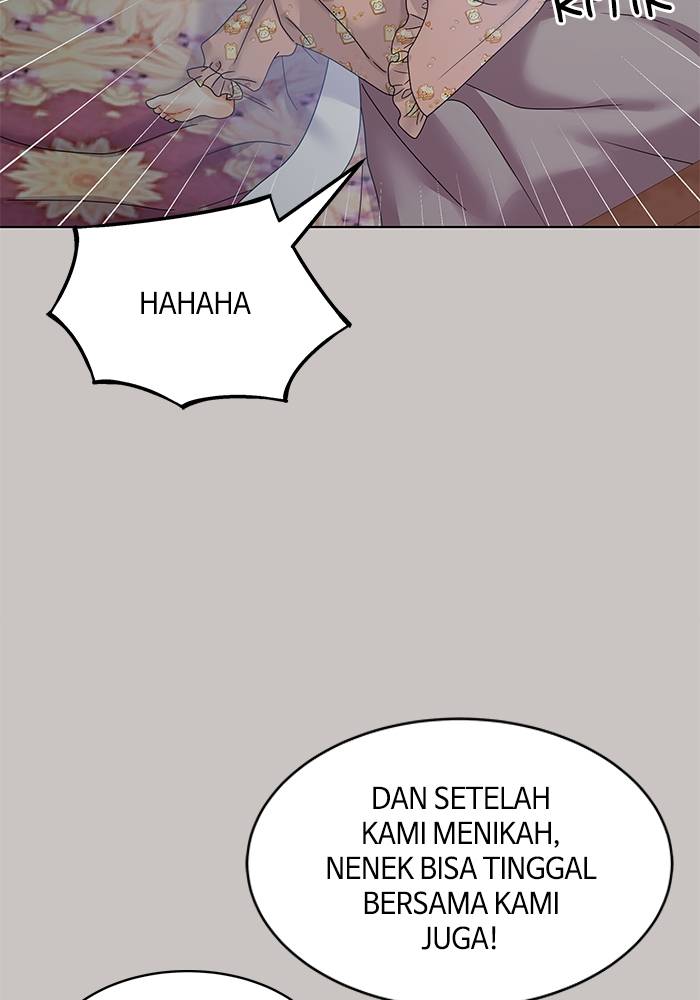 HAHAHA
DAN SETELAH
KAMI MENIKAH,
NENEK BISA TINGGAL
BERSAMA KAMI
JUGA!